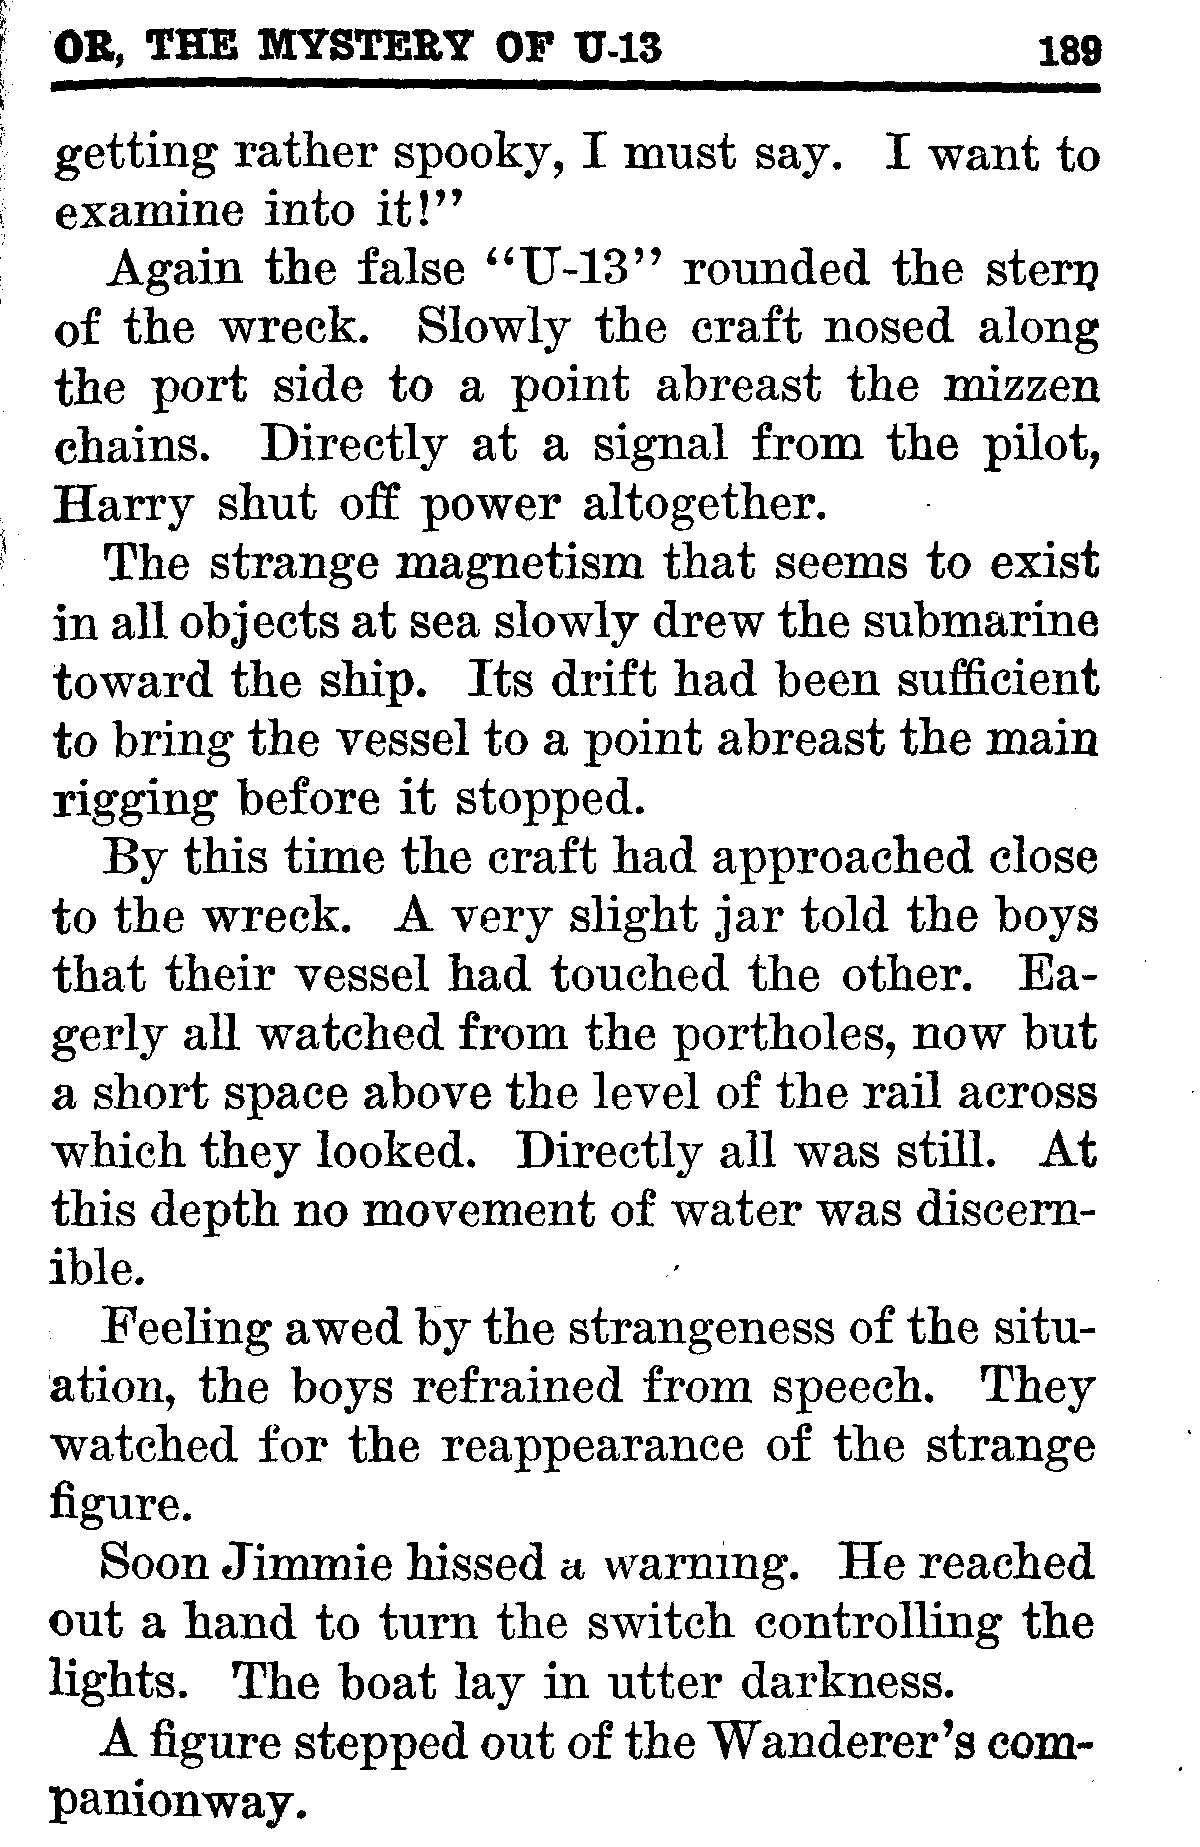 OR, THE MYSTERY OF U-13 189
getting rather spooky, I must say. I want to
examine into it!”
Again the false “U-13” rounded the stern
of the wreck. Slowly the craft nosed along
the port side to a point abreast the mizzen
chains. Directly at a signal from the pilot,
Harry shut off power altogether.
The strange magnetism that seems to exist
in all objects at sea slowly drew the submarine
toward the ship. Its drift had been sufficient
to bring the vessel to a point abreast the main
rigging before it stopped.
By this time the craft had approached close
to the wreck. A very slight jar told the boys
that their vessel had touched the other. Ea-
gerly all watched from the portholes, now but
a short space above the level of the rail across
which they looked. Directly all was still. At
this depth no movement of water was discern-
ible.
Feeling awed by the strangeness of the situ-
ation, the boys refrained from speech. They
watched for the reappearance of the strange
figure.
Soon Jimmie hissed a warning. He reached
out a hand to turn the switch controlling the
lights. The boat lay in utter darkness.
A figure stepped out of the Wanderer’s com-
panionway.